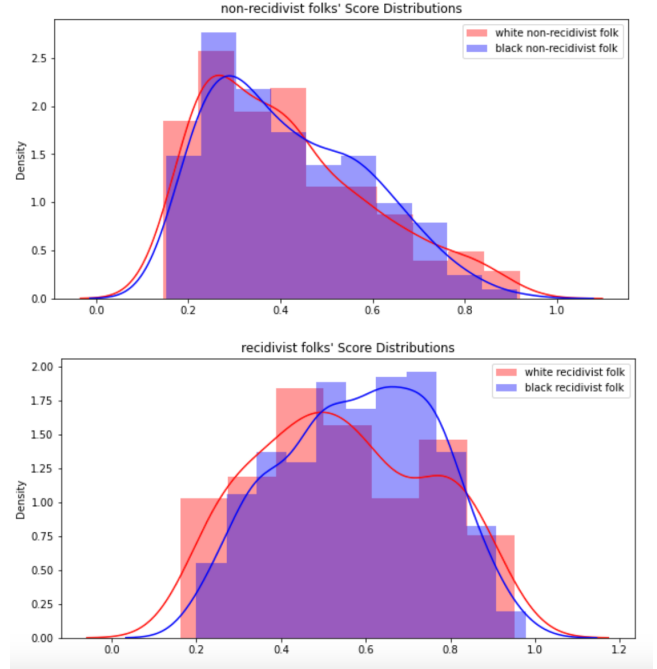 non-recidivist folks' Score Distributions
white non-recidivist folk
black non-recidivist folk
2.5
2.0
1.5
1.0
0.5
0.0
Density
0.0 0.2 0.4 0.6 0.8 1.0
recidivist folks' Score Distributions
white recidivist folk
black recidivist folk
2.00
1.75
1.50
1.25
1.00
0.75
0.50
0.25
0.00
Density
0.0 0.2 0.4 0.6 0.8 1.0 1.2